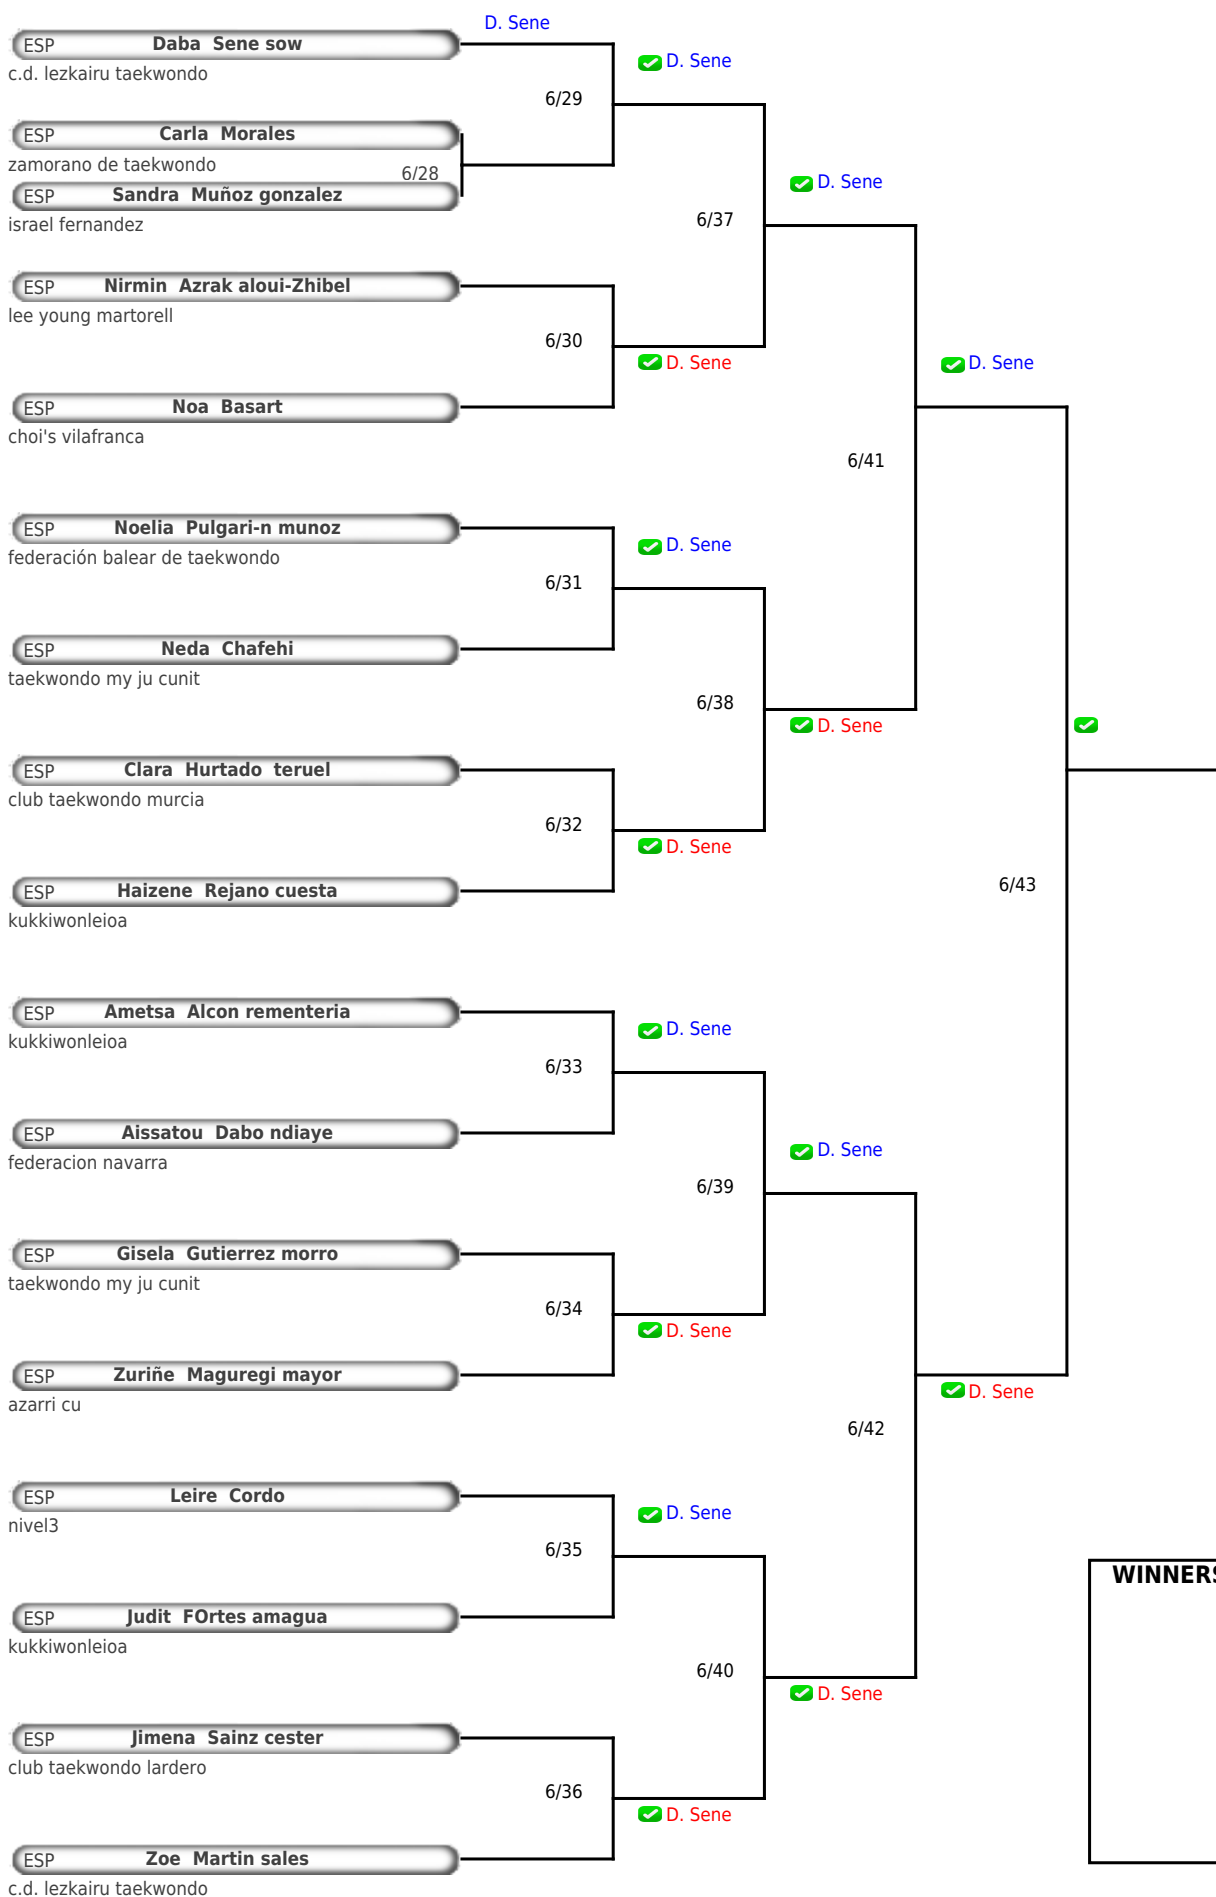 D. Sene
ESP Daba Sene sow
c.d. lezkairu taekwondo
D. Sene
6/29
ESP Carla Morales
zamorano de taekwondo
6/28
ESP Sandra Muñoz gonzalez
israel fernandez
D. Sene
6/37
ESP Nirmin Azrak aloui-Zhibel
lee young martorell
6/30
D. Sene
D. Sene
ESP Noa Basart
choi's vilafranca
6/41
ESP Noelia Pulgari-n munoz
federación balear de taekwondo
D. Sene
6/31
ESP Neda Chafehi
taekwondo my ju cunit
6/38
D. Sene
ESP Clara Hurtado teruel
club taekwondo murcia
6/32
D. Sene
ESP Haizene Rejano cuesta
kukkiwonleioa
6/43
ESP Ametsa Alcon rementeria
kukkiwonleioa
D. Sene
6/33
ESP Aissatou Dabo ndiaye
federacion navarra
D. Sene
6/39
ESP Gisela Gutierrez morro
taekwondo my ju cunit
6/34
D. Sene
ESP Zuriñe Maguregi mayor
azarri cu
D. Sene
6/42
ESP Leire Cordo
nivel3
D. Sene
6/35
WINNERS
ESP Judit FOrtes amagua
kukkiwonleioa
6/40
D. Sene
ESP Jimena Sainz cester
club taekwondo lardero
6/36
D. Sene
ESP Zoe Martin sales
c.d. lezkairu taekwondo